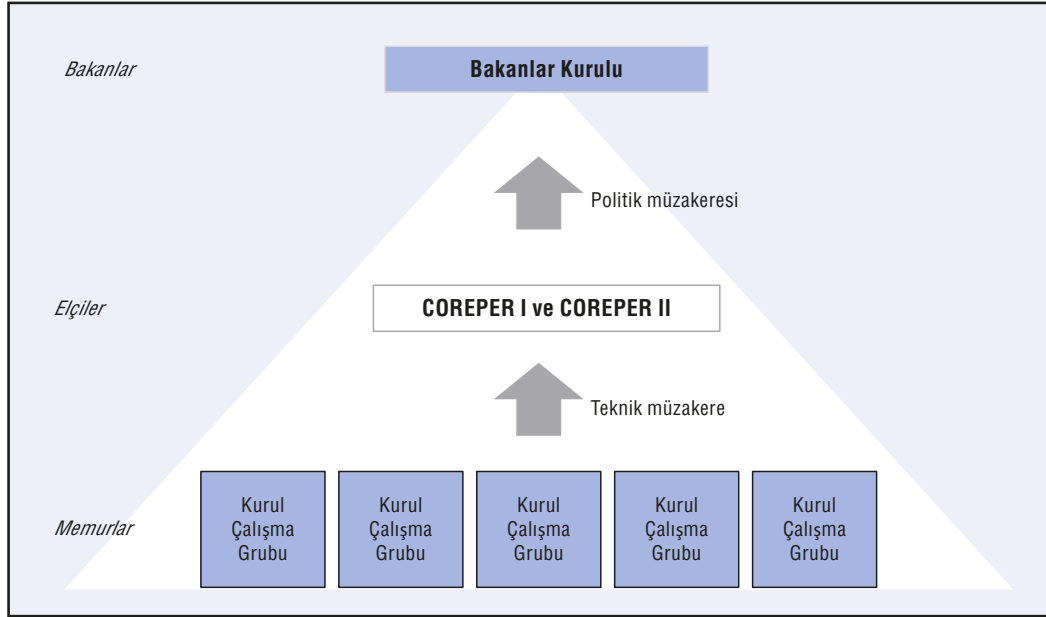 Bakanlar
Bakanlar Kurulu
Politik müzakeresi
Elçiler
COREPER I ve COREPER II
Teknik müzakere
Memurlar
Kurul
Çalışma
Grubu
Kurul
Çalışma
Grubu
Kurul
Çalışma
Grubu
Kurul
Çalışma
Grubu
Kurul
Çalışma
Grubu